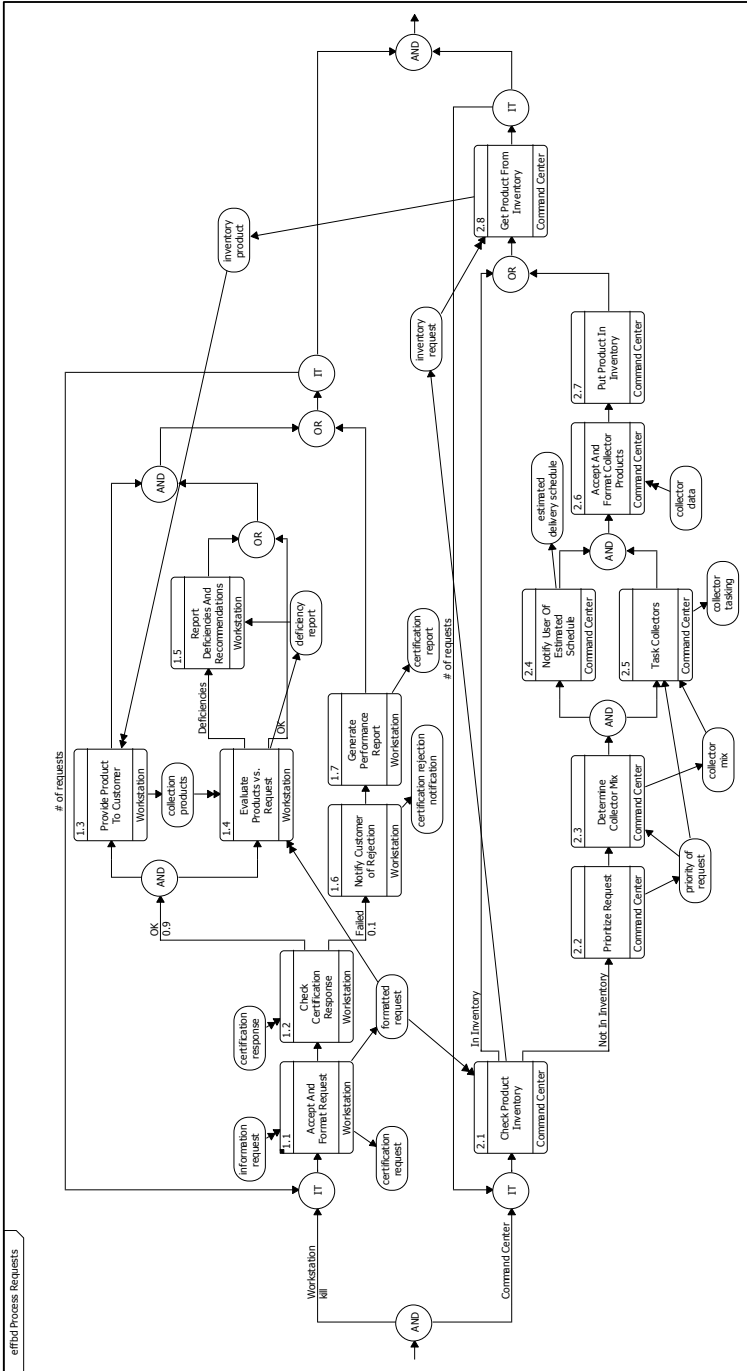 effbd Process Requests
AND
Workstation
kill
Command Center
# of requests
IT
information
request
1.1
Accept And
Format Request
Workstation
certification
request
certification
response
1.2
Check
Certification
Response
Workstation
formatted
request
OK
0.9
Failed
0.1
AND
1.3
Provide Product
To Customer
Workstation
collection
products
1.4
Evaluate
Products vs.
Request
Workstation
Deficiencies
OK
1.5
Report
Deficiencies And
Recommendations
Workstation
deficiency
report
1.6
Notify Customer
of Rejection
Workstation
certification rejection
notification
1.7
Generate
Performance
Report
Workstation
certification
report
OR
AND
OR
IT
inventory
product
# of requests
IT
2.1
Check Product
Inventory
Command Center
In Inventory
Not In Inventory
inventory
request
2.2
Prioritize Request
Command Center
priority of
request
2.3
Determine
Collector Mix
Command Center
collector
mix
AND
2.4
Notify User Of
Estimated
Schedule
Command Center
estimated
delivery schedule
2.5
Task Collectors
Command Center
collector
tasking
AND
2.6
Accept And
Format Collector
Products
Command Center
collector
data
2.7
Put Product In
Inventory
Command Center
OR
2.8
Get Product From
Inventory
Command Center
IT
AND